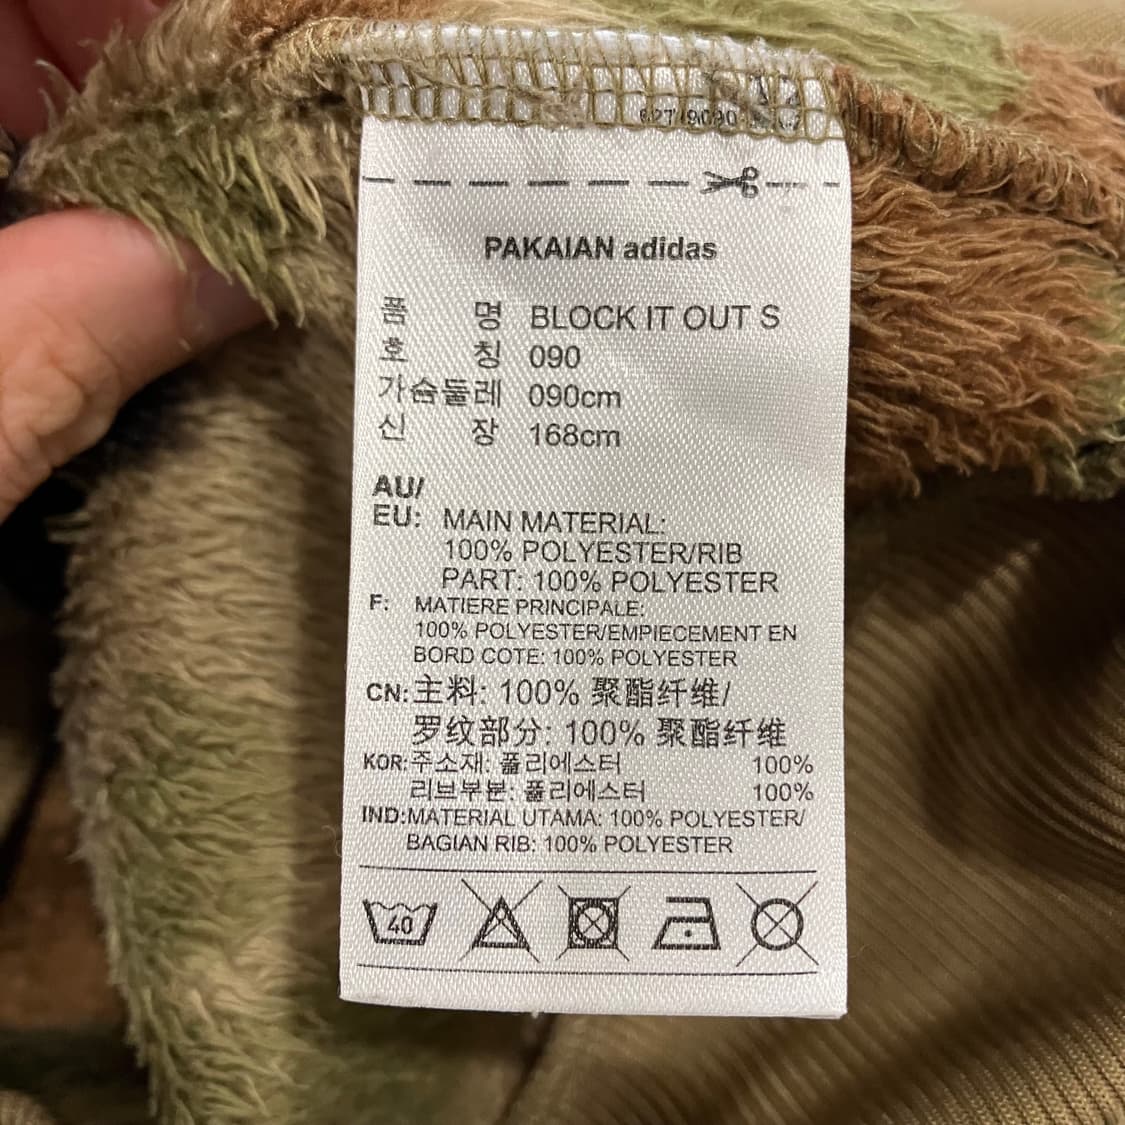 PAKAIAN adidas
품 명 BLOCK IT OUT S
호 칭 090
가슴둘레 090cm
신 장 168cm
AU/
EU: MAIN MATERIAL:
100% POLYESTER/RIB
PART: 100% POLYESTER
F: MATIERE PRINCIPALE:
100% POLYESTER/EMPIECEMENT EN
BORD COTE: 100% POLYESTER
CN: 主料: 100% 聚酯纤维/
罗纹部分: 100% 聚酯纤维
KOR: 주소재: 폴리에스터 100%
리브부분: 폴리에스터 100%
IND: MATERIAL UTAMA: 100% POLYESTER/
BAGIAN RIB: 100% POLYESTER
40